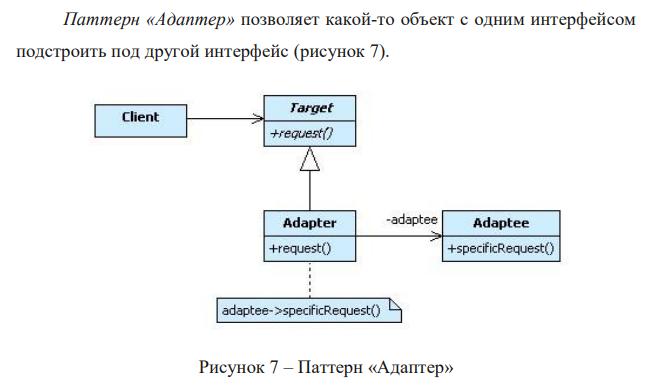 Паттерн «Адаптер» позволяет какой-то объект с одним интерфейсом
подстроить под другой интерфейс (рисунок 7).
Client
Target
+request()
Adapter
+request()
-adaptee
Adaptee
+specificRequest()
adaptee->specificRequest()
Рисунок 7 – Паттерн «Адаптер»